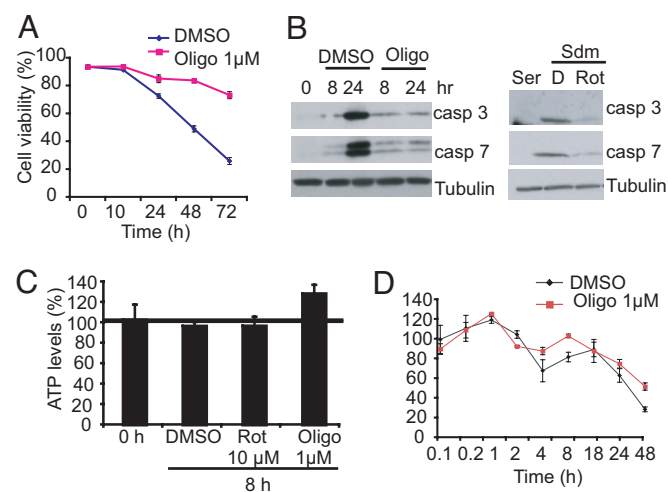 A
DMSO
Oligo 1µM
Cell viability (%)
100
80
60
40
20
0
0 10 24 48 72
Time (h)
B
DMSO Oligo
0 8 24 8 24 hr
casp 3
casp 7
Tubulin
Sdm
Ser D Rot
casp 3
casp 7
Tubulin
C
ATP levels (%)
140
120
100
80
60
40
20
0
0 h DMSO Rot Oligo
10 µM 1µM
8 h
D
DMSO
Oligo 1µM
140
120
100
80
60
40
20
0
0.1 0.2 1 2 4 8 18 24 48
Time (h)